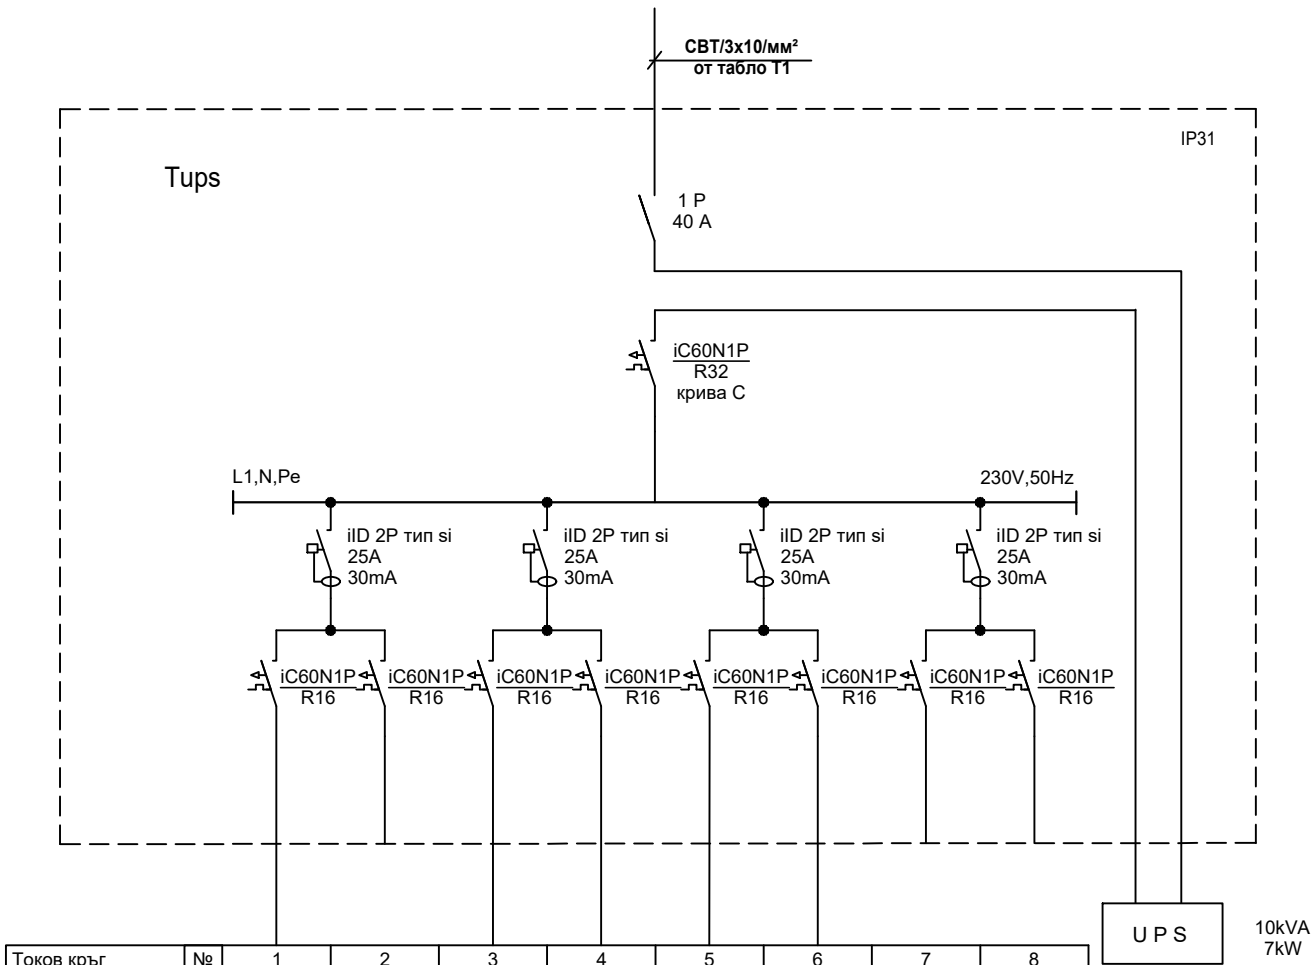 СВТ/3х10/мм²
от табло Т1
IP31
Tups
1 P
40 A
iC60N1P
R32
крива C
L1,N,Pe
230V,50Hz
iID 2P тип si
25A
30mA
iID 2P тип si
25A
30mA
iID 2P тип si
25A
30mA
iID 2P тип si
25A
30mA
iC60N1P
R16
iC60N1P
R16
iC60N1P
R16
iC60N1P
R16
iC60N1P
R16
iC60N1P
R16
iC60N1P
R16
iC60N1P
R16
U P S
10kVA
7kW
Токов кръг № 1 2 3 4 5 6 7 8